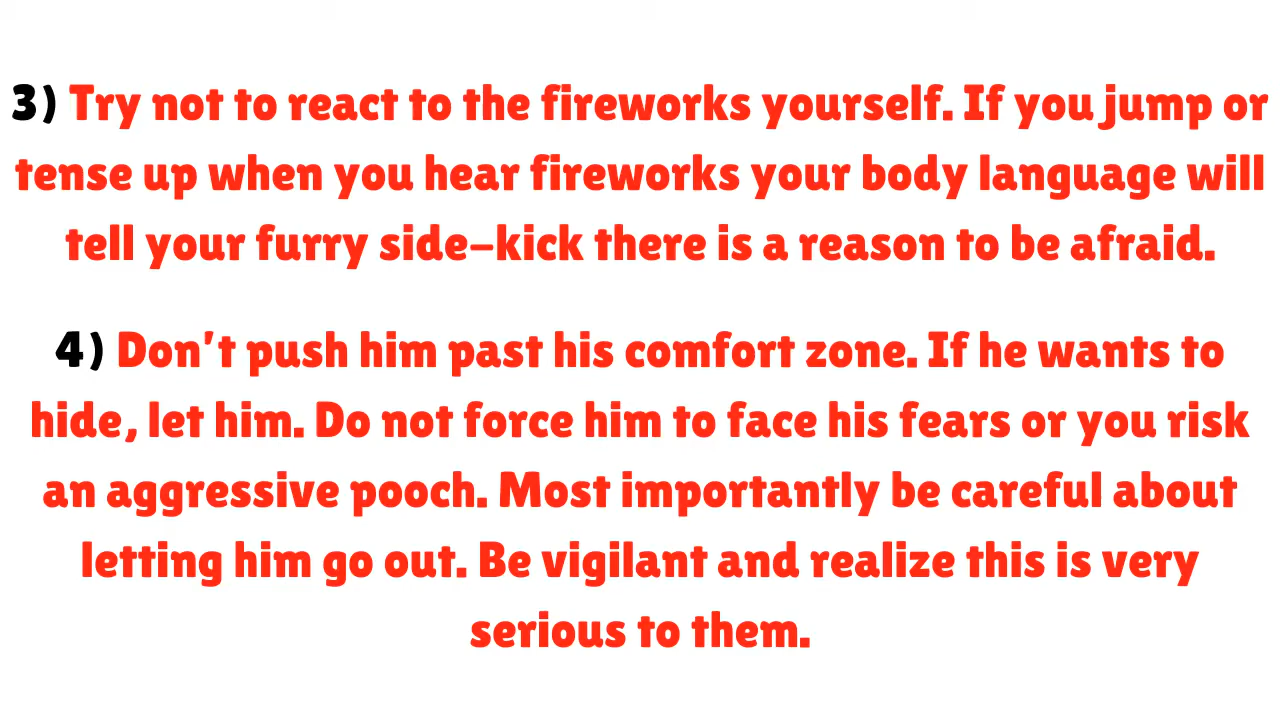 3) Try not to react to the fireworks yourself. If you jump or
tense up when you hear fireworks your body language will
tell your furry side-kick there is a reason to be afraid.
4) Don't push him past his comfort zone. If he wants to
hide, let him. Do not force him to face his fears or you risk
an aggressive pooch. Most importantly be careful about
letting him go out. Be vigilant and realize this is very
serious to them.